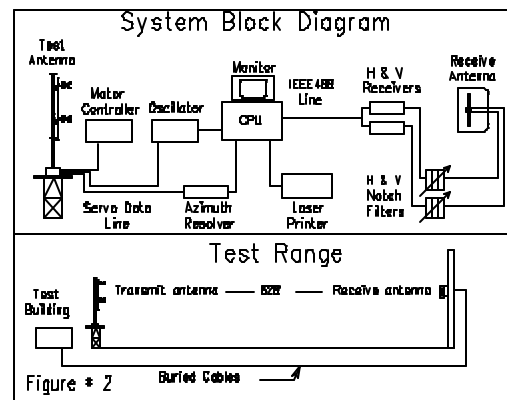 System Block Diagram
Test
Antenna
Motor
Controller
Oscillator
Monitor
CPU
IEEE488
Line
H & V
Receivers
Receive
Antenna
Servo Data
Line
Azimuth
Resolver
Laser
Printer
H & V
Notch
Filters
Test Range
Test
Building
Transmit antenna
Receive antenna
Buried Cables
Figure # 2